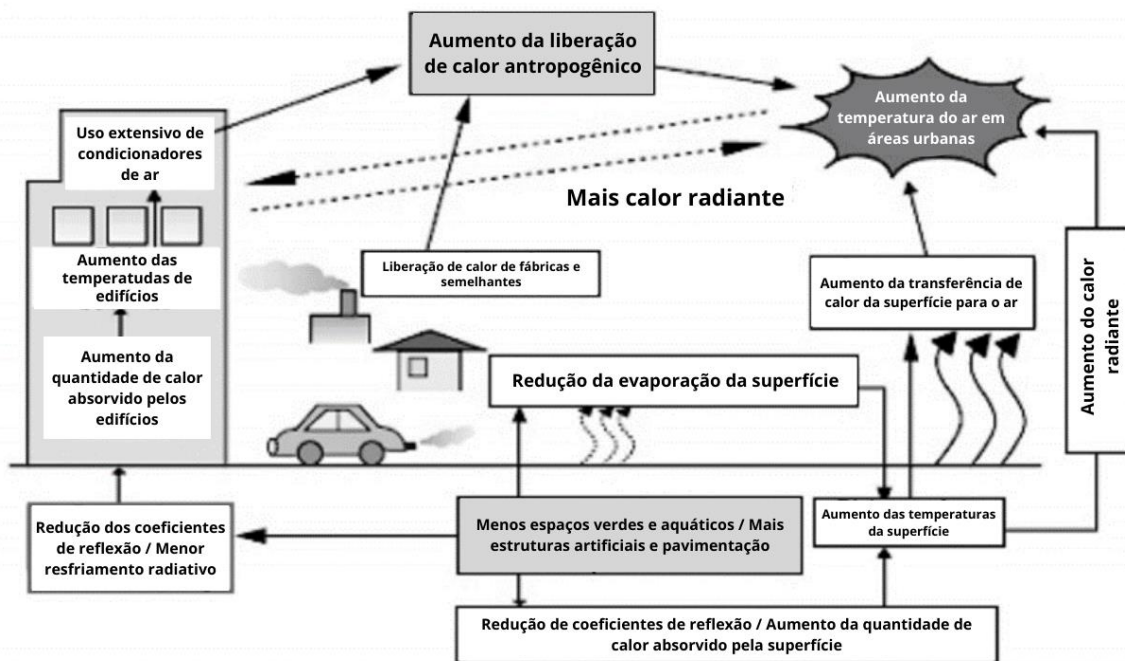 Aumento da liberação
de calor antropogênico
Aumento da
temperatura do ar em
áreas urbanas
Uso extensivo de
condicionadores
de ar
Mais calor radiante
Aumento das
temperatudas de
edifícios
Liberação de calor de fábricas e
semelhantes
Aumento da transferência de
calor da superfície para o ar
Aumento do calor
radiante
Aumento da
quantidade de calor
absorvido pelos
edifícios
Redução da evaporação da superfície
Redução dos coeficientes
de reflexão / Menor
resfriamento radiativo
Menos espaços verdes e aquáticos / Mais
estruturas artificiais e pavimentação
Aumento das temperaturas
da superfície
Redução de coeficientes de reflexão / Aumento da quantidade de
calor absorvido pela superfície